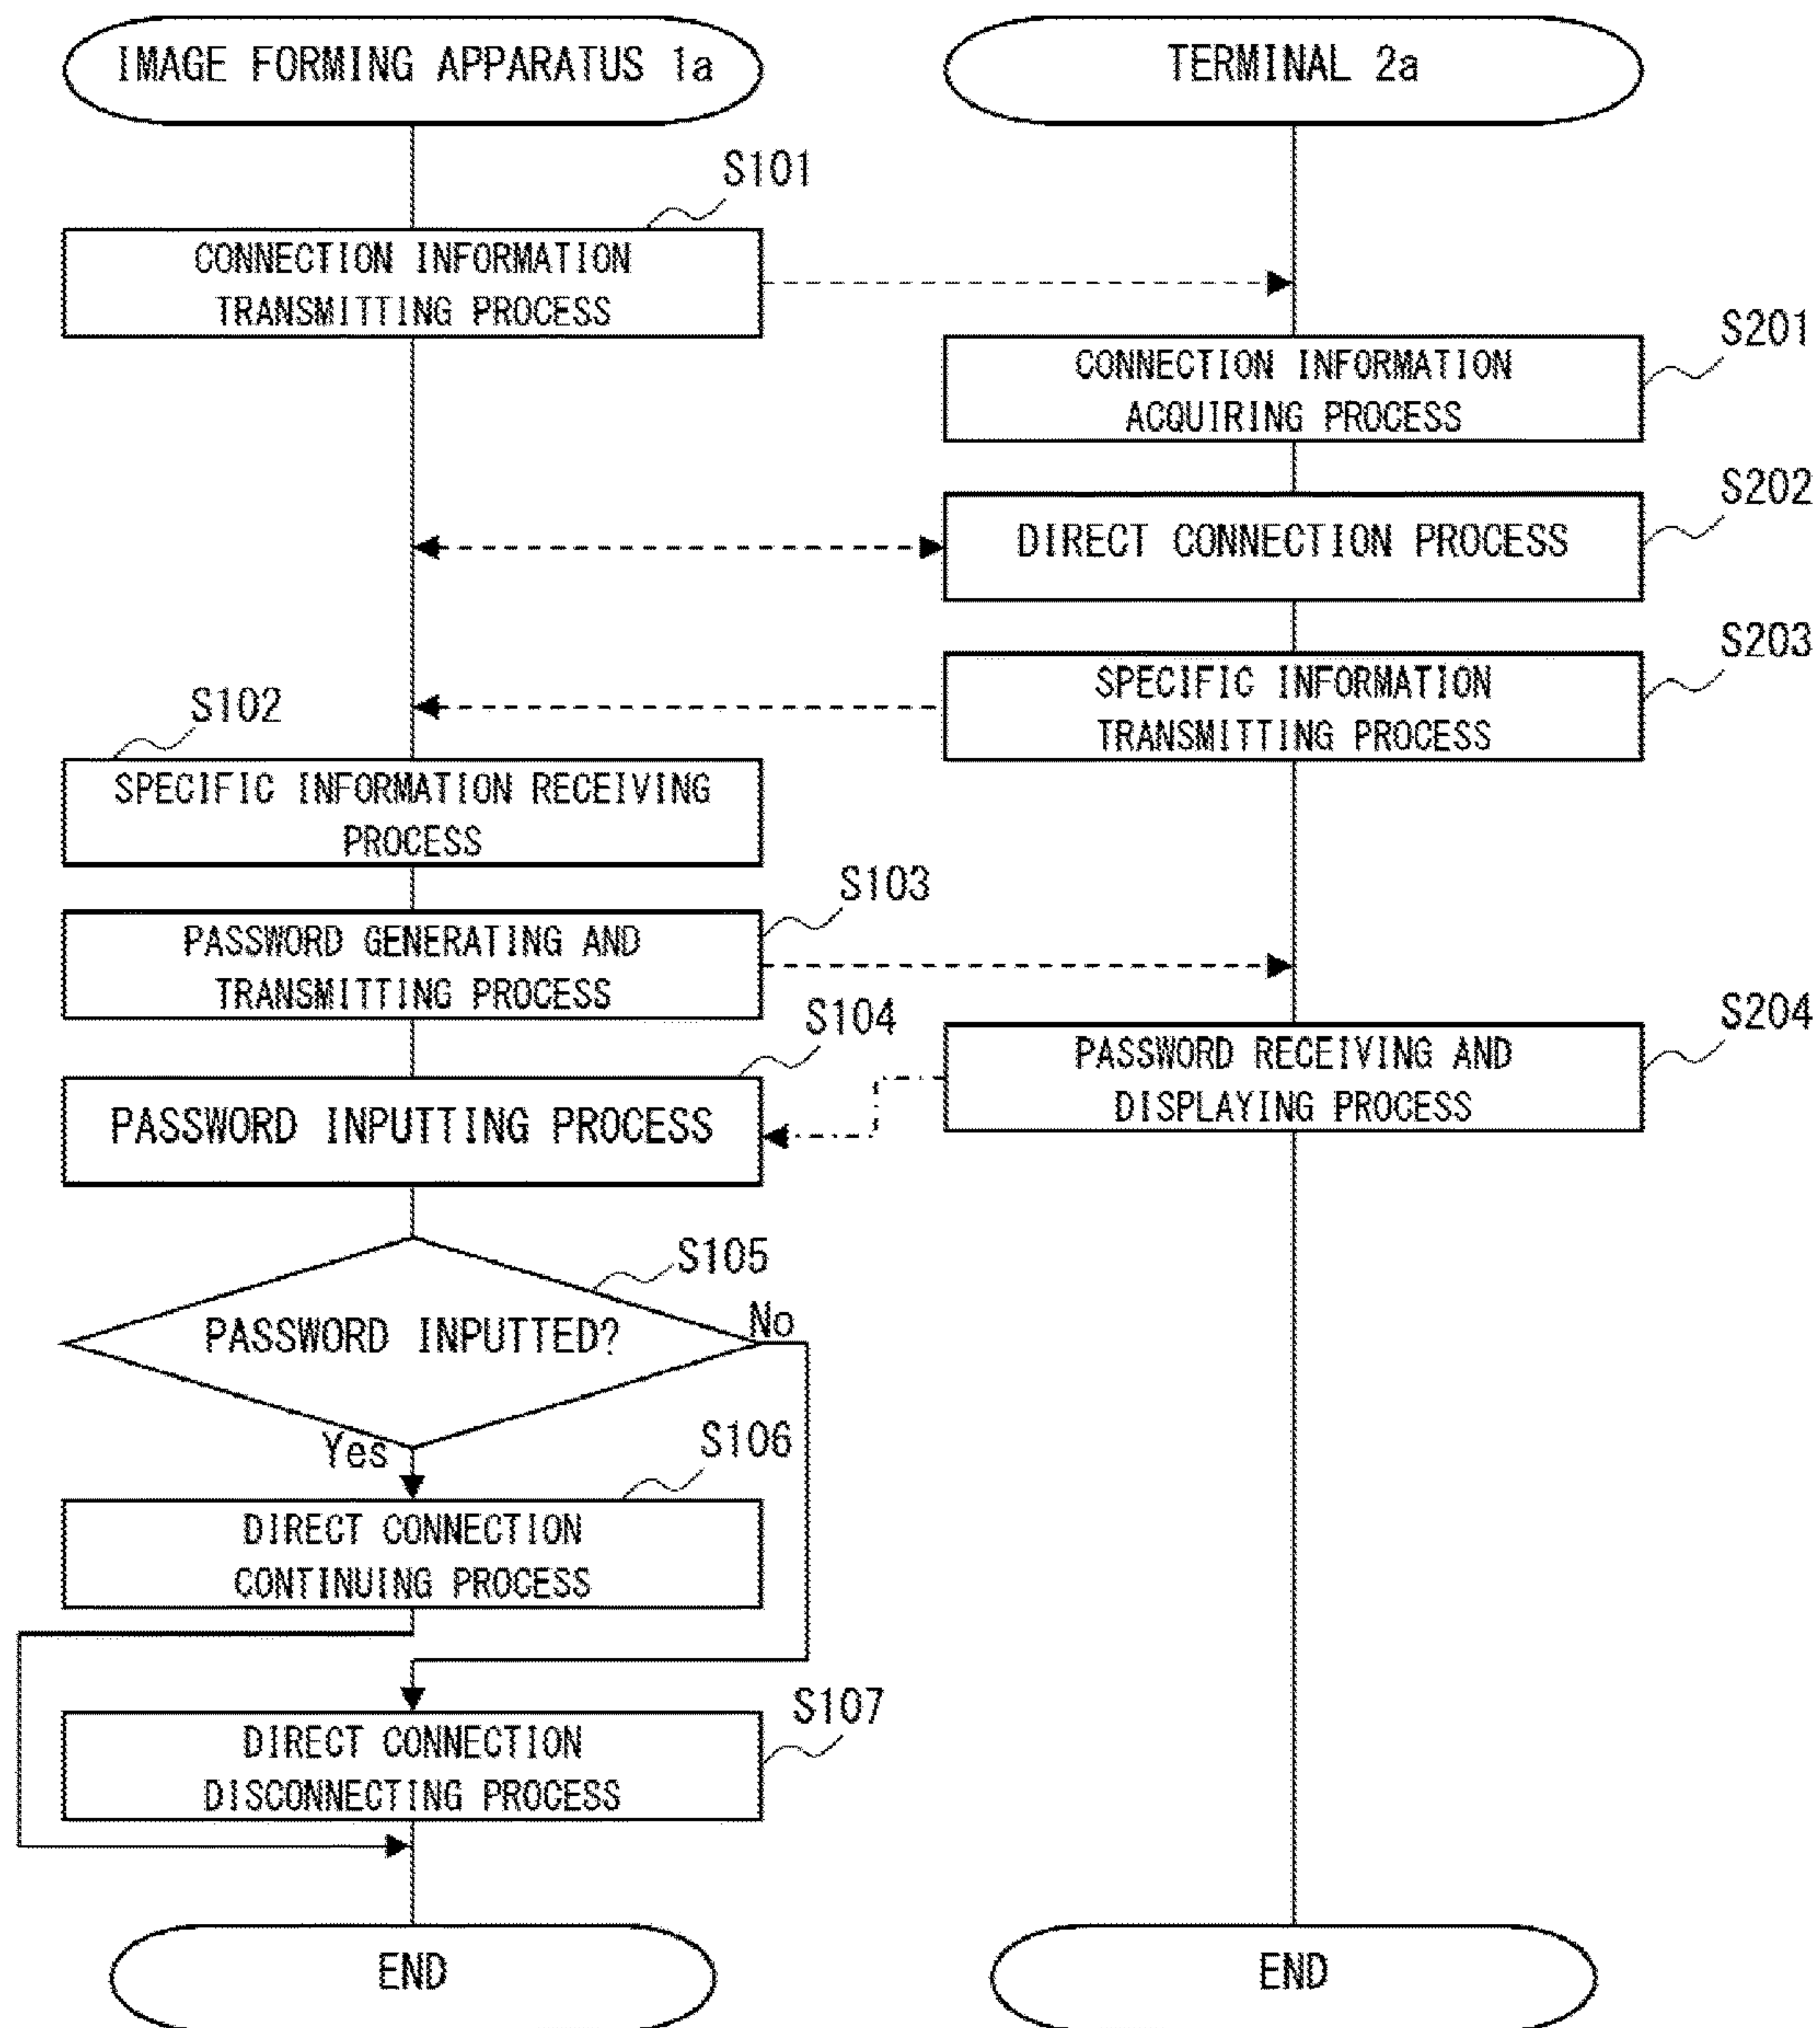 IMAGE FORMING APPARATUS 1a
TERMINAL 2a
S101
CONNECTION INFORMATION
TRANSMITTING PROCESS
S201
CONNECTION INFORMATION
ACQUIRING PROCESS
S202
DIRECT CONNECTION PROCESS
S203
SPECIFIC INFORMATION
TRANSMITTING PROCESS
S102
SPECIFIC INFORMATION RECEIVING
PROCESS
S103
PASSWORD GENERATING AND
TRANSMITTING PROCESS
S204
PASSWORD RECEIVING AND
DISPLAYING PROCESS
S104
PASSWORD INPUTTING PROCESS
S105
PASSWORD INPUTTED?
No
Yes
S106
DIRECT CONNECTION
CONTINUING PROCESS
S107
DIRECT CONNECTION
DISCONNECTING PROCESS
END
END